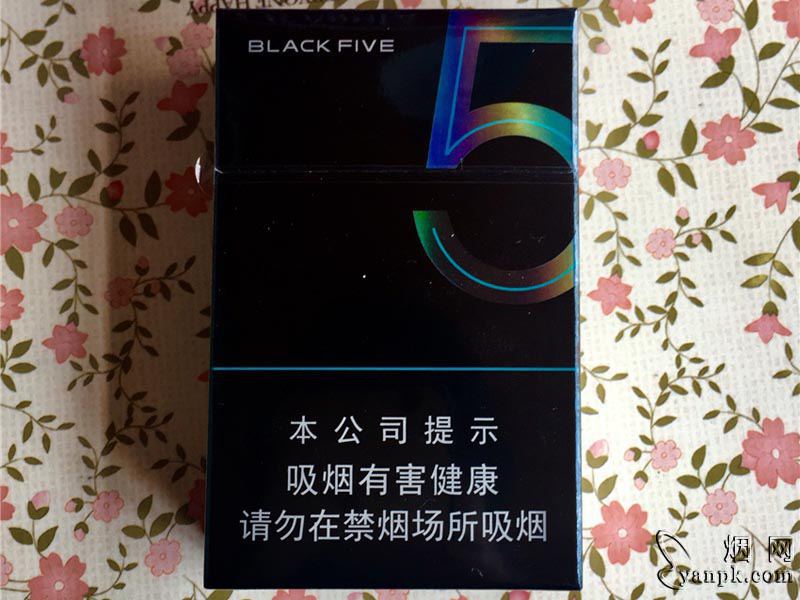 HAPPY
BLACK FIVE
5
本公司提示
吸烟有害健康
请勿在禁烟场所吸烟
烟网
yanpk.com